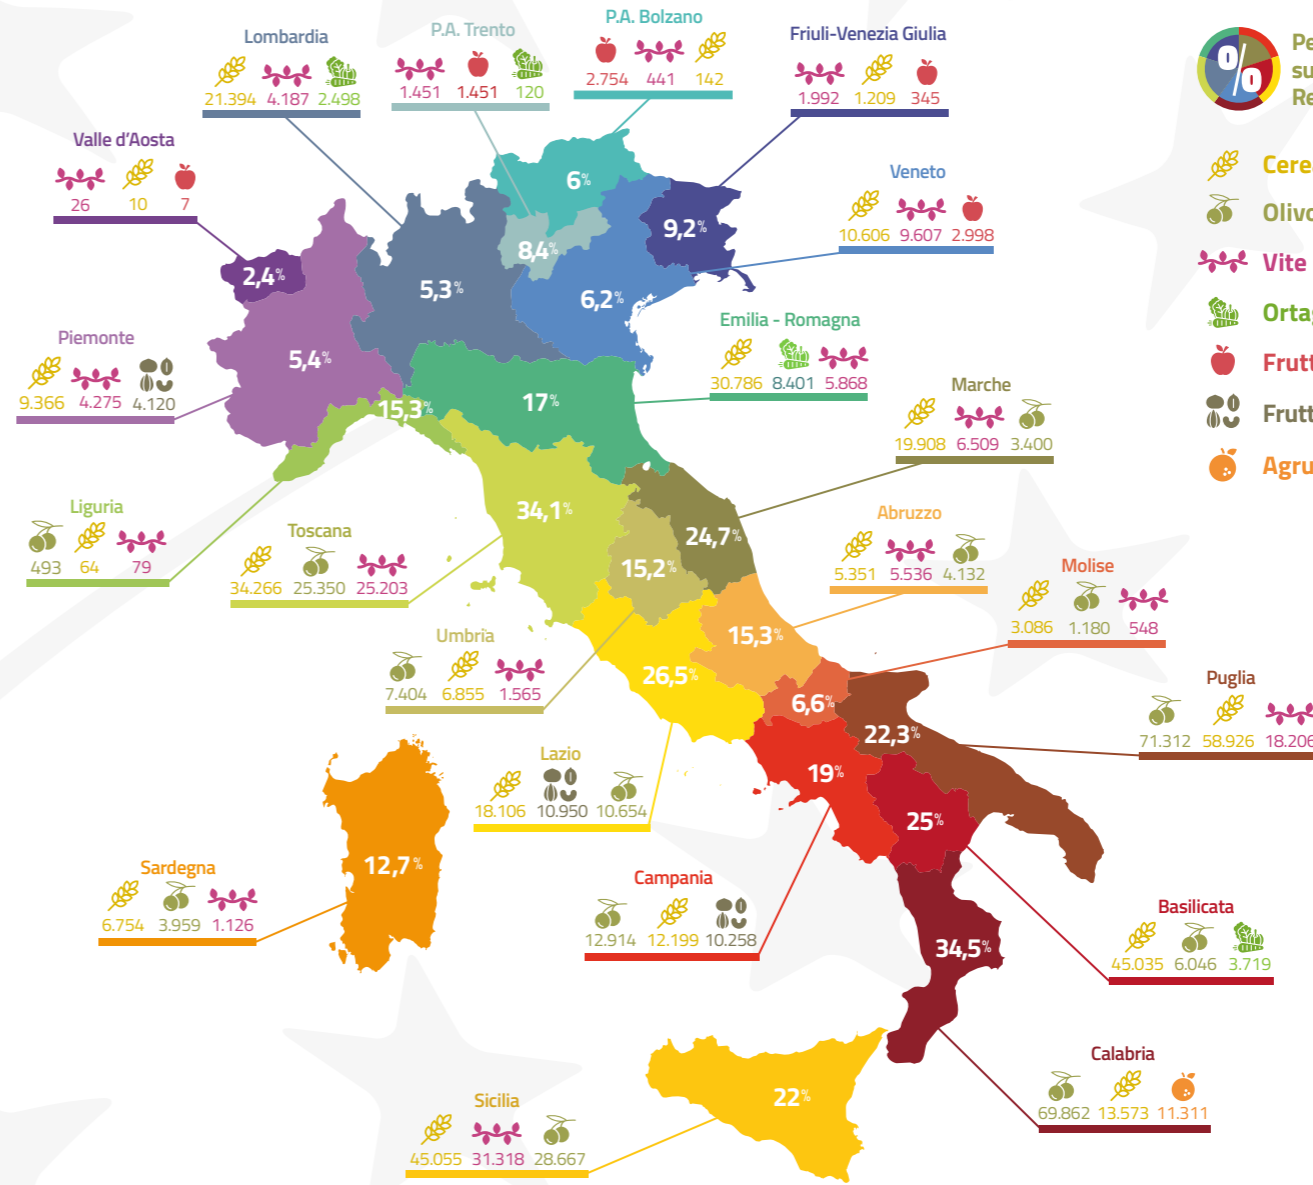 Lombardia
21.394 4.187 2.498
P.A. Trento
1.451 1.451 120
P.A. Bolzano
2.754 441 142
Friuli-Venezia Giulia
1.992 1.209 345
%
Valle d'Aosta
26 10 7
Veneto
10.606 9.607 2.998
Piemonte
9.366 4.275 4.120
Emilia - Romagna
30.786 8.401 5.868
Marche
19.908 6.509 3.400
Liguria
493 64 79
Toscana
34.266 25.350 25.203
Abruzzo
5.351 5.536 4.132
Molise
3.086 1.180 548
Umbria
7.404 6.855 1.565
Puglia
71.312 58.926 18.206
Lazio
18.106 10.950 10.654
Sardegna
6.754 3.959 1.126
Campania
12.914 12.199 10.258
Basilicata
45.035 6.046 3.719
Calabria
69.862 13.573 11.311
Sicilia
45.055 31.318 28.667
6%
8,4%
9,2%
2,4%
5,3%
6,2%
5,4%
15,3%
17%
34,1%
24,7%
15,2%
15,3%
26,5%
6,6%
22,3%
19%
25%
12,7%
34,5%
22%
Vite